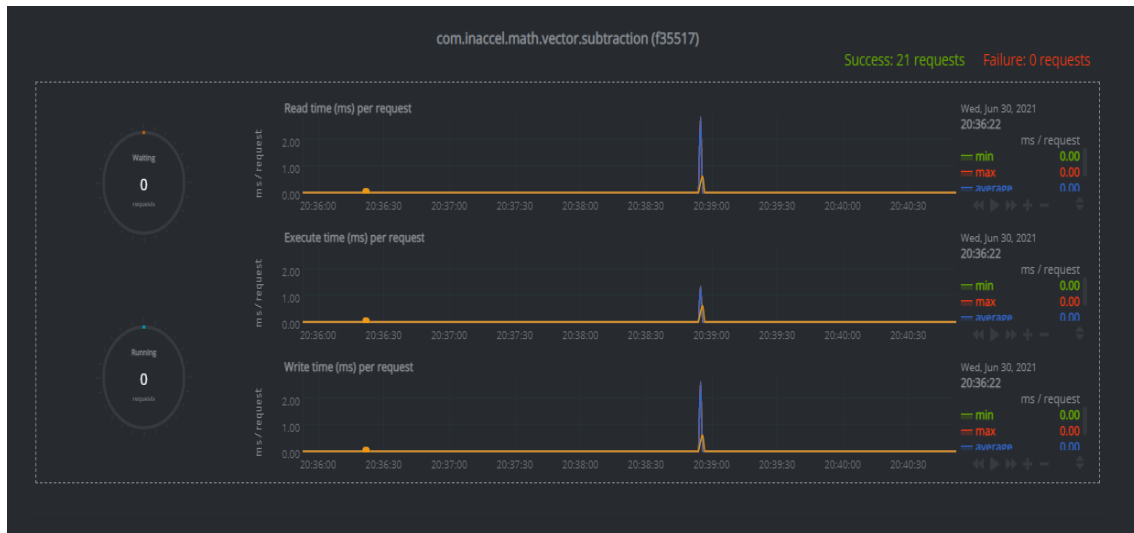 com.inaccel.math.vector.subtraction (f35517)
Success: 21 requests Failure: 0 requests
Waiting
0
requests
Running
0
requests
Read time (ms) per request
ms / request
2.00
1.00
0.00
20:36:00 20:36:30 20:37:00 20:37:30 20:38:00 20:38:30 20:39:00 20:39:30 20:40:00 20:40:30
Wed, Jun 30, 2021
20:36:22
ms / request
min 0.00
max 0.00
average 0.00
Execute time (ms) per request
ms / request
2.00
1.00
0.00
20:36:00 20:36:30 20:37:00 20:37:30 20:38:00 20:38:30 20:39:00 20:39:30 20:40:00 20:40:30
Wed, Jun 30, 2021
20:36:22
ms / request
min 0.00
max 0.00
average 0.00
Write time (ms) per request
ms / request
2.00
1.00
0.00
20:36:00 20:36:30 20:37:00 20:37:30 20:38:00 20:38:30 20:39:00 20:39:30 20:40:00 20:40:30
Wed, Jun 30, 2021
20:36:22
ms / request
min 0.00
max 0.00
average 0.00